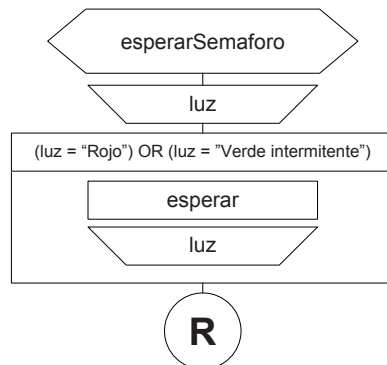 esperarSemaforo
luz
(luz = “Rojo”) OR (luz = ”Verde intermitente”)
esperar
luz
R